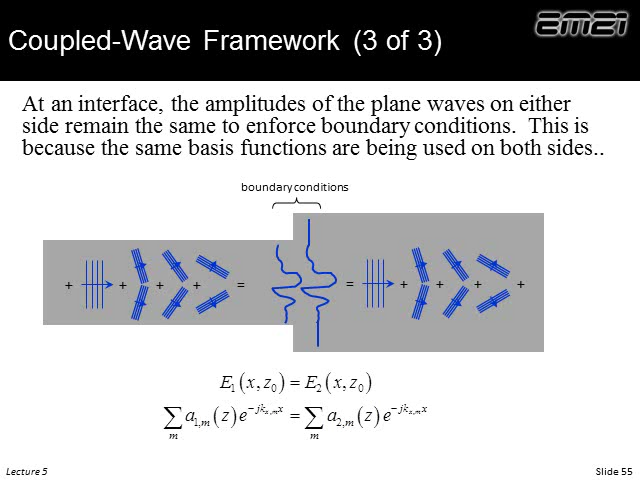 EM21
Coupled-Wave Framework (3 of 3)
At an interface, the amplitudes of the plane waves on either
side remain the same to enforce boundary conditions. This is
because the same basis functions are being used on both sides..
boundary conditions
+ + + + = = + + + +
E₁(x, z₀) = E₂(x, z₀)
∑ₘ a₁,ₘ(z)e^{-jkₓ,ₘx} = ∑ₘ a₂,ₘ(z)e^{-jkₓ,ₘx}
Lecture 5
Slide 55